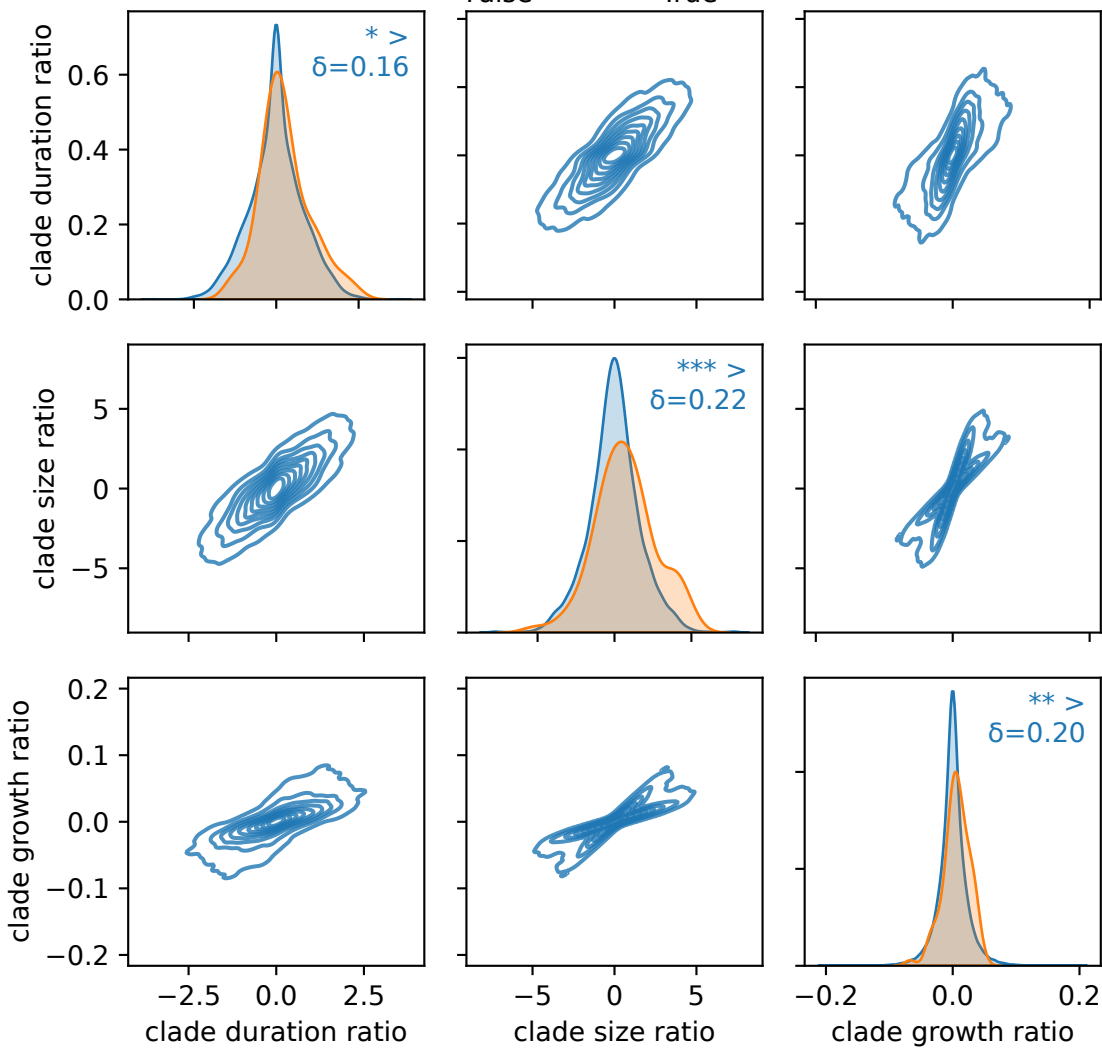 True
clade duration ratio
0.6
0.4
0.2
0.0
* >
δ=0.16
clade size ratio
5
0
−5
*** >
δ=0.22
clade growth ratio
0.2
0.1
0.0
−0.1
−0.2
** >
δ=0.20
−2.5 0.0 2.5
clade duration ratio
−5 0 5
clade size ratio
−0.2 0.0 0.2
clade growth ratio